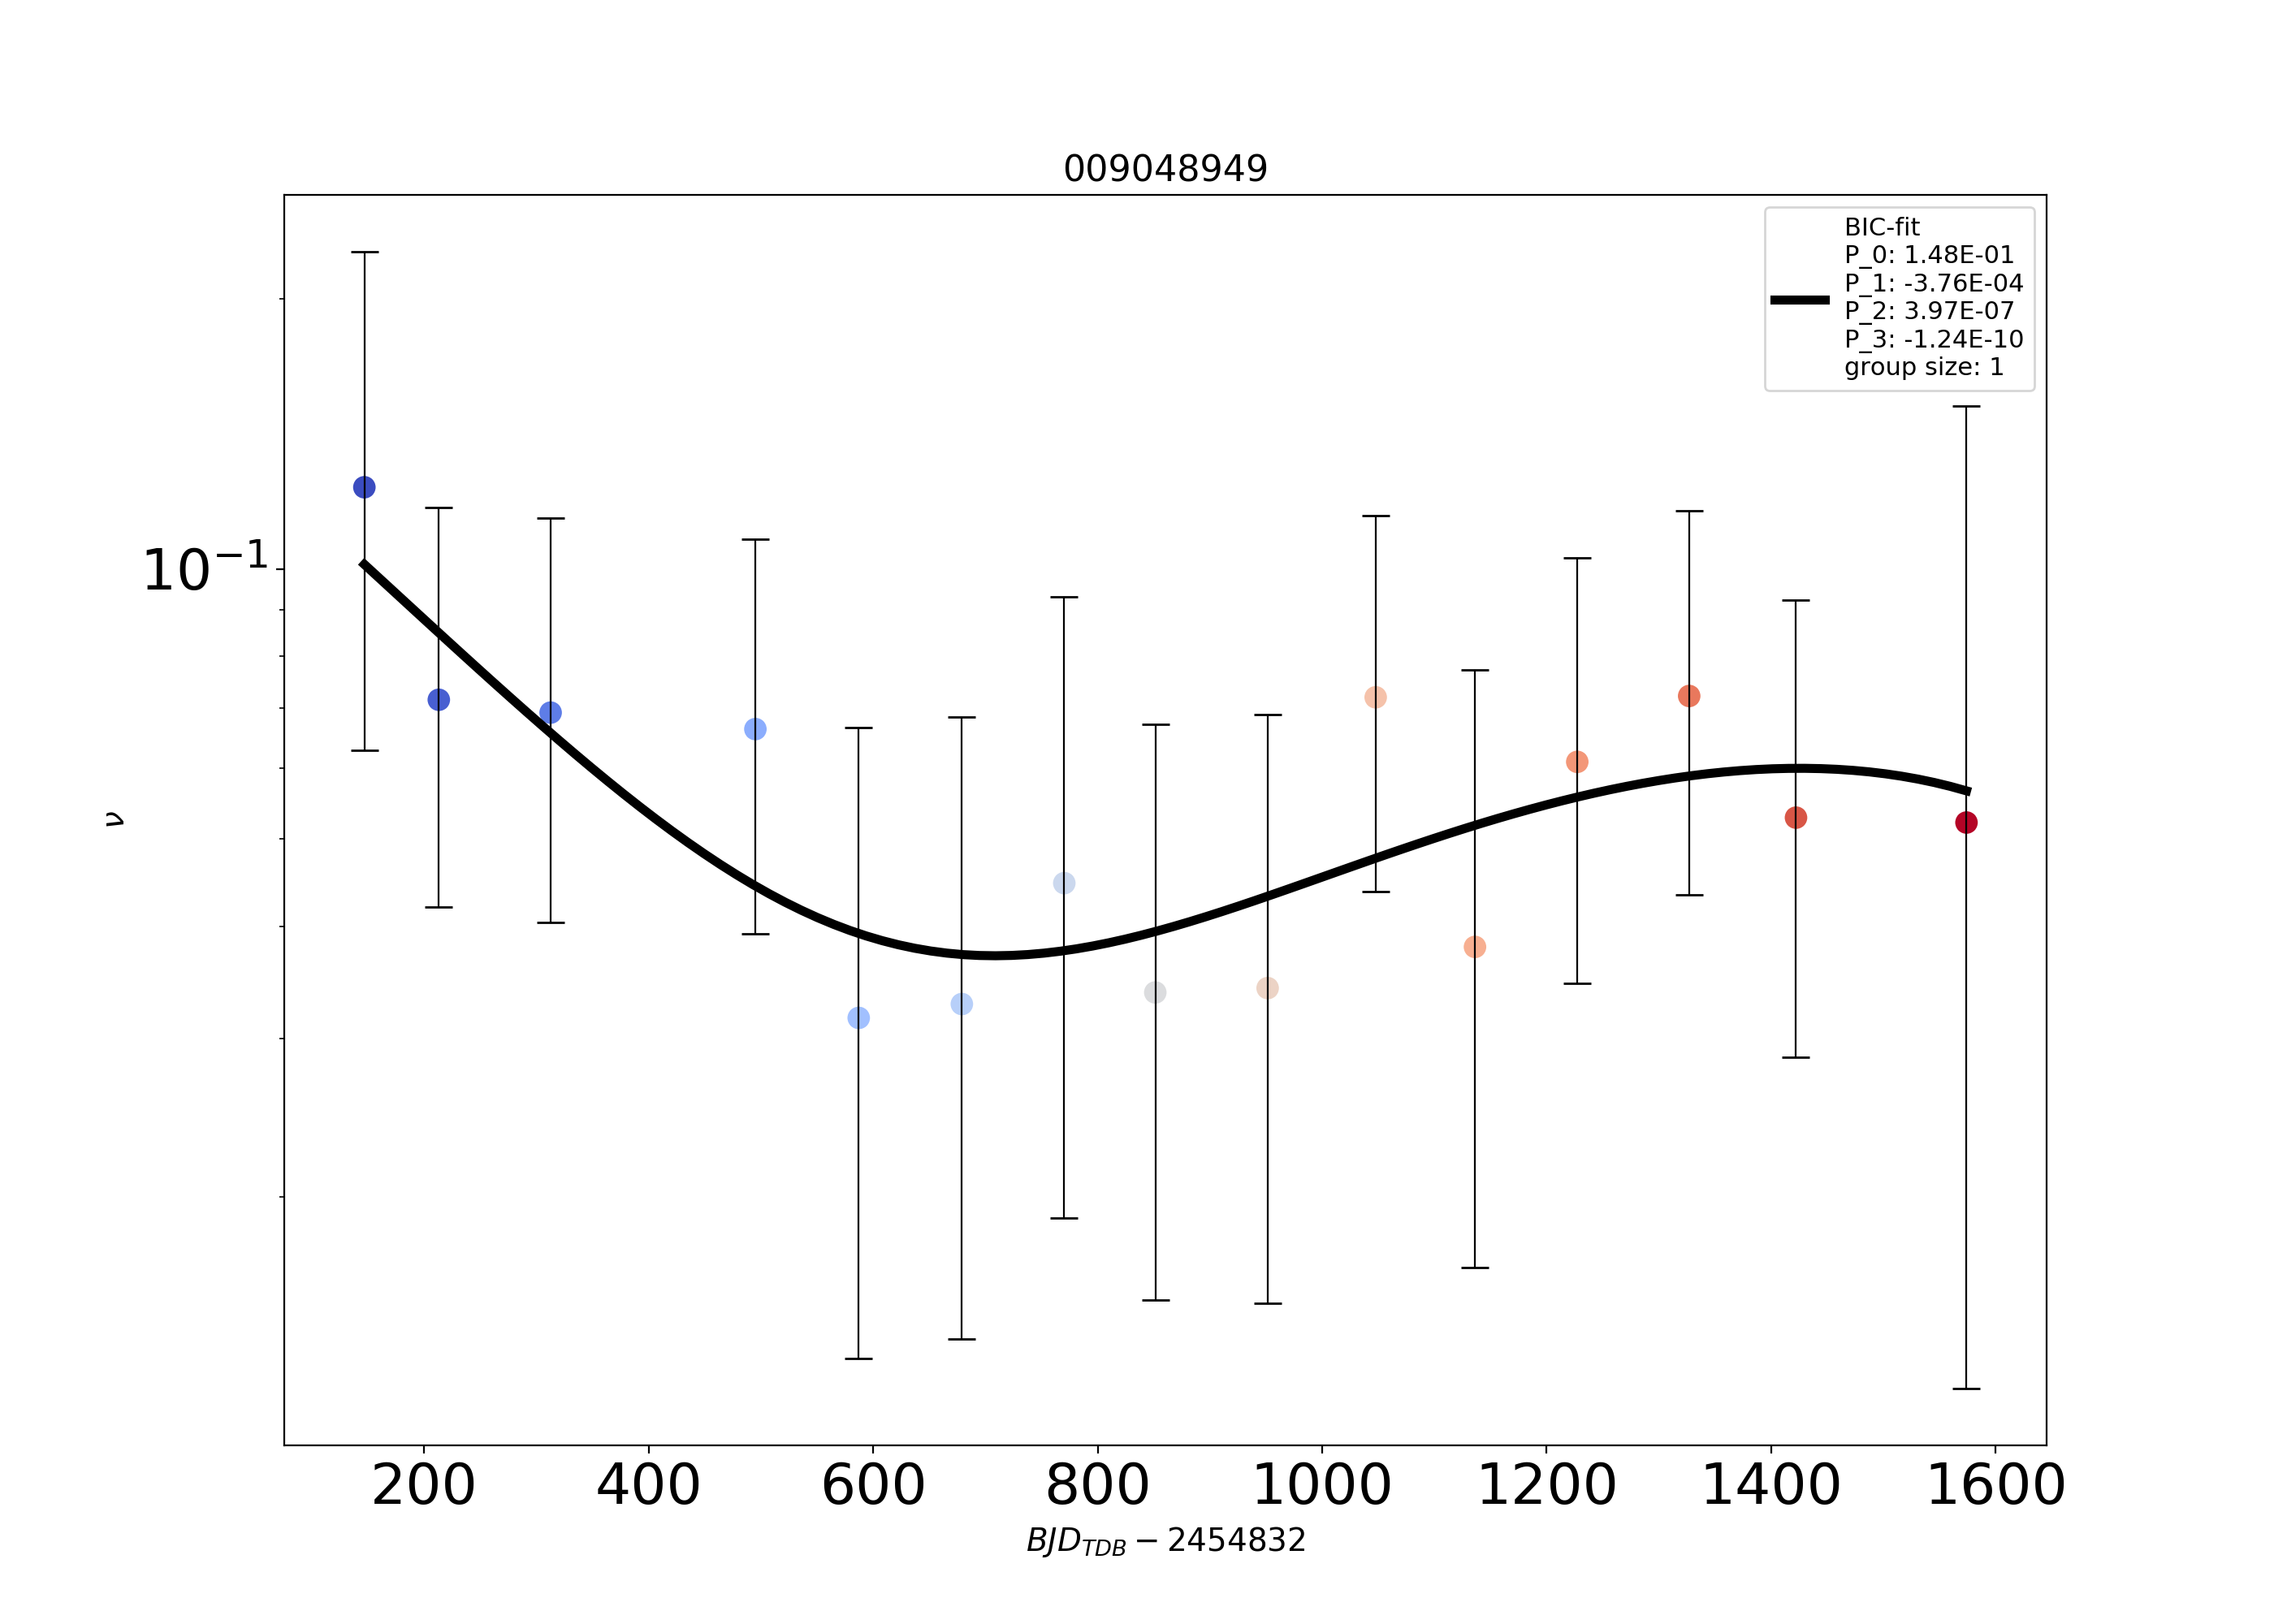 009048949
BIC-fit
P_0: 1.48E-01
P_1: -3.76E-04
P_2: 3.97E-07
P_3: -1.24E-10
group size: 1
10⁻¹
ν
200 400 600 800 1000 1200 1400 1600
BJD_TDB − 2454832